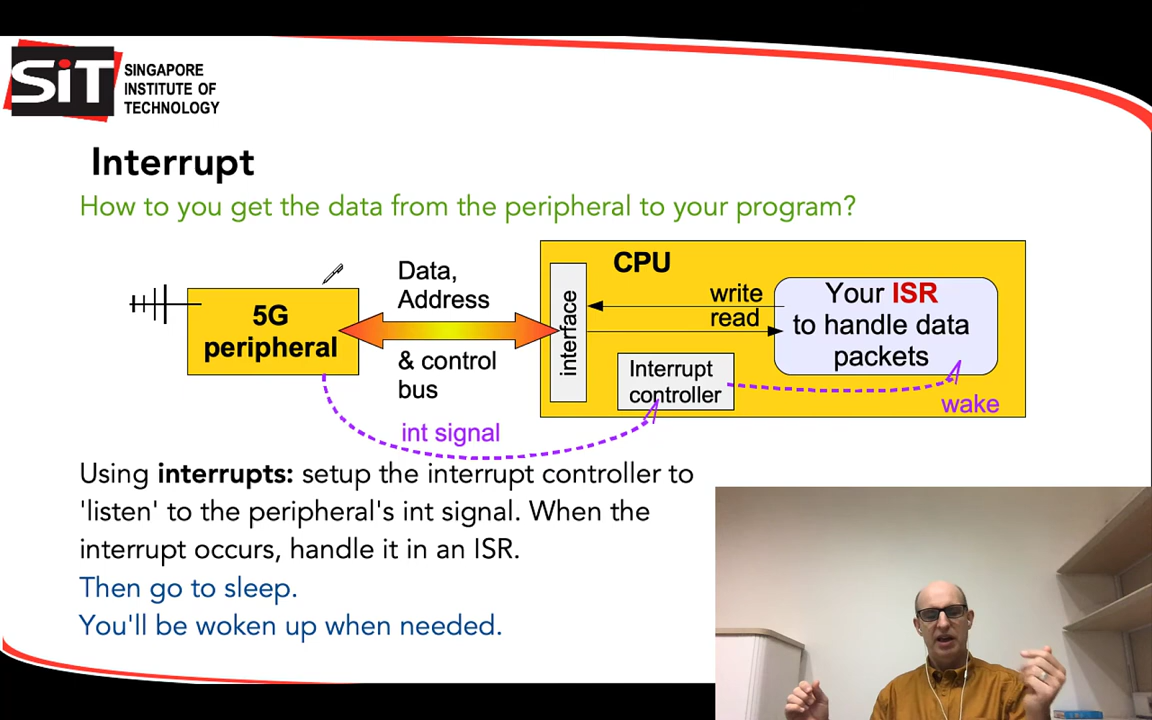 SiT
SINGAPORE
INSTITUTE OF
TECHNOLOGY
Interrupt
How to you get the data from the peripheral to your program?
5G
peripheral
Data,
Address
& control
bus
int signal
CPU
interface
write
read
Your ISR
to handle data
packets
Interrupt
controller
wake
Using interrupts: setup the interrupt controller to
'listen' to the peripheral's int signal. When the
interrupt occurs, handle it in an ISR.
Then go to sleep.
You'll be woken up when needed.